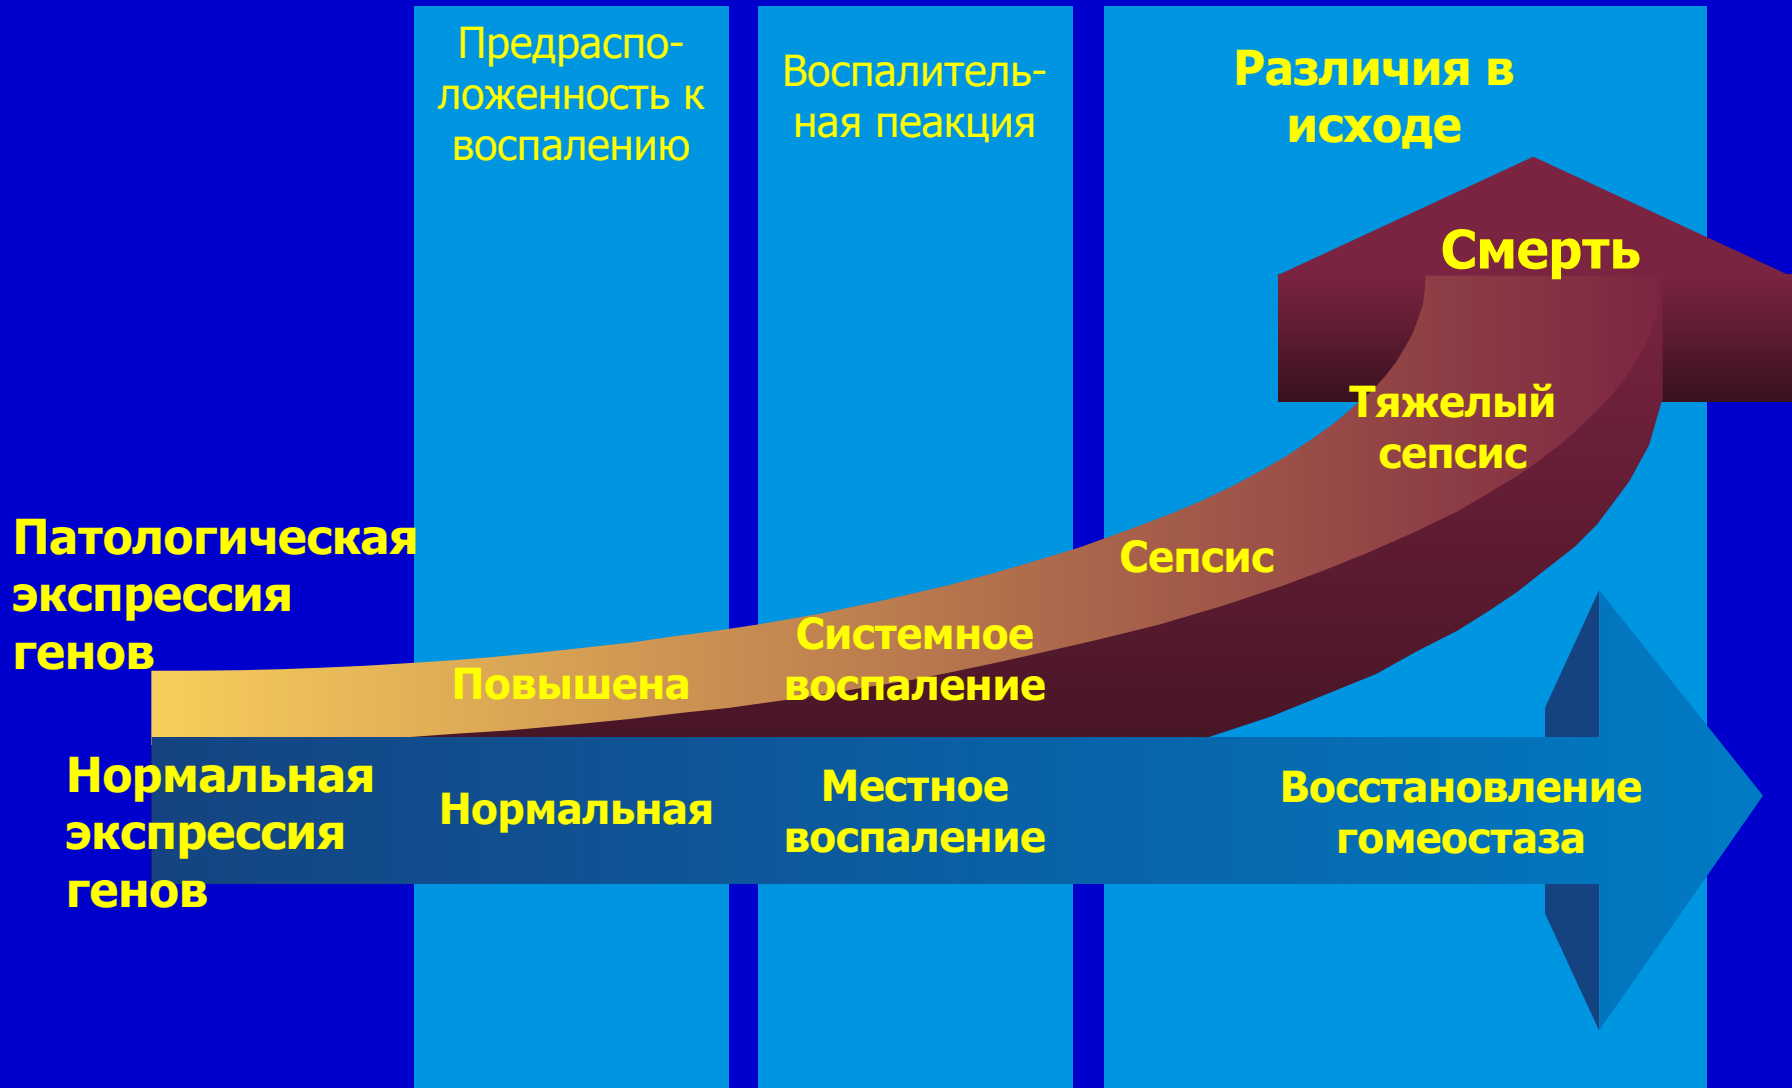 Предраспо-
ложенность к
воспалению
Воспалитель-
ная пеакция
Различия в
исходе
Смерть
Тяжелый
сепсис
Сепсис
Патологическая
экспрессия
генов
Повышена
Системное
воспаление
Нормальная
экспрессия
генов
Нормальная
Местное
воспаление
Восстановление
гомеостаза